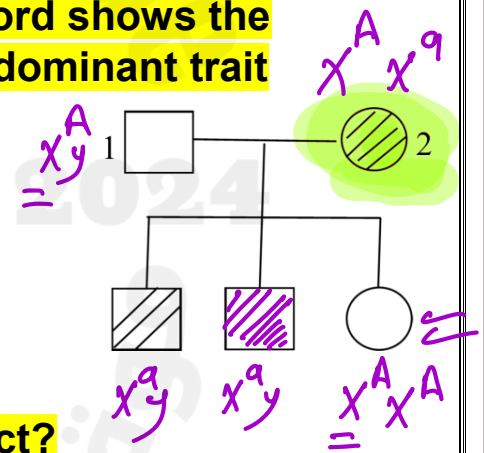 ord shows the
dominant trait
X^A X^a
X^A y 1
2
2024
X^a y X^a y X^A X^A
ct?